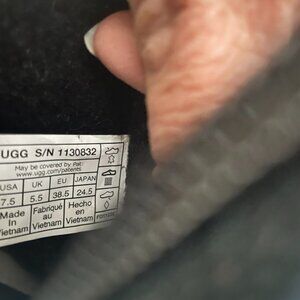 UGG S/N 1130832
May be covered by Pat:
www.ugg.com/patents
USA UK EU JAPAN
7.5 5.5 38.5 24.5
Made in Vietnam
Fabriqué au Vietnam
Hecho en Vietnam